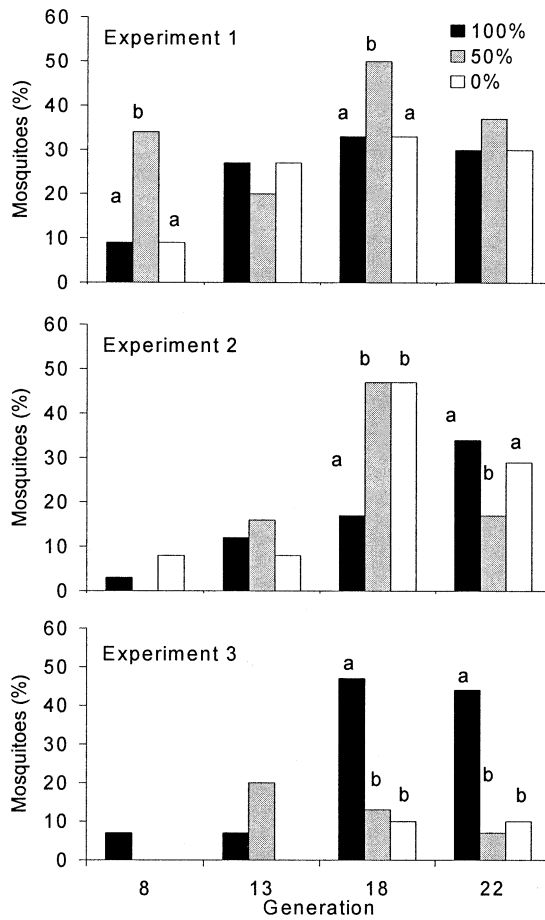 Experiment 1
100%
50%
0%
Mosquitoes (%)
60
50
40
30
20
10
0
a b a
a b a
Experiment 2
Mosquitoes (%)
60
50
40
30
20
10
0
a b b
a b a
Experiment 3
Mosquitoes (%)
60
50
40
30
20
10
0
a b b
a b b
8 13 18 22
Generation